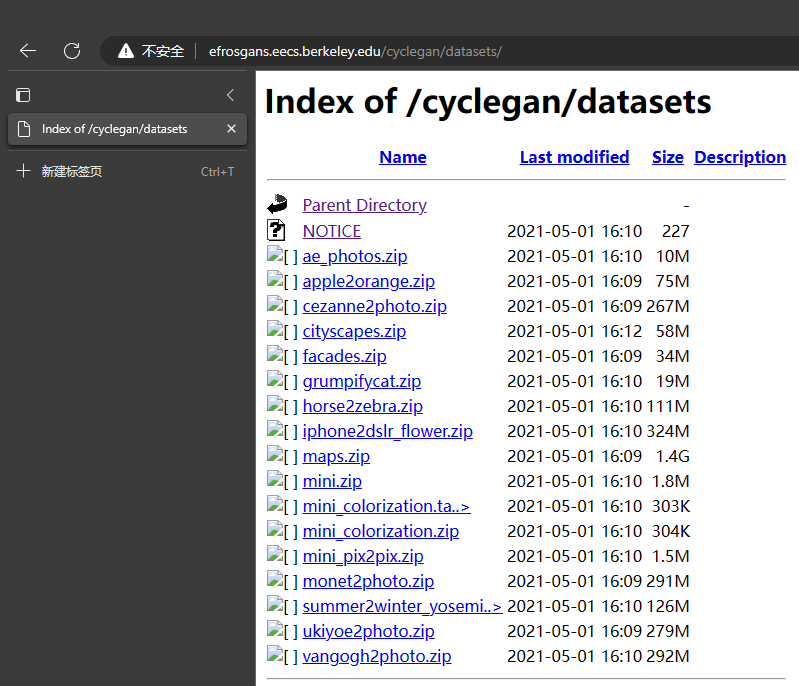 不安全 efrosgans.eecs.berkeley.edu/cyclegan/datasets/
Index of /cyclegan/datasets
新建标签页 Ctrl+T
Index of /cyclegan/datasets
Name Last modified Size Description
Parent Directory -
NOTICE 2021-05-01 16:10 227
[ ] ae_photos.zip 2021-05-01 16:10 10M
[ ] apple2orange.zip 2021-05-01 16:09 75M
[ ] cezanne2photo.zip 2021-05-01 16:09 267M
[ ] cityscapes.zip 2021-05-01 16:12 58M
[ ] facades.zip 2021-05-01 16:09 34M
[ ] grumpifycat.zip 2021-05-01 16:10 19M
[ ] horse2zebra.zip 2021-05-01 16:10 111M
[ ] iphone2dslr_flower.zip 2021-05-01 16:10 324M
[ ] maps.zip 2021-05-01 16:09 1.4G
[ ] mini.zip 2021-05-01 16:10 1.8M
[ ] mini_colorization.ta..> 2021-05-01 16:10 303K
[ ] mini_colorization.zip 2021-05-01 16:10 304K
[ ] mini_pix2pix.zip 2021-05-01 16:10 1.5M
[ ] monet2photo.zip 2021-05-01 16:09 291M
[ ] summer2winter_yosemi..> 2021-05-01 16:10 126M
[ ] ukiyoe2photo.zip 2021-05-01 16:09 279M
[ ] vangogh2photo.zip 2021-05-01 16:10 292M